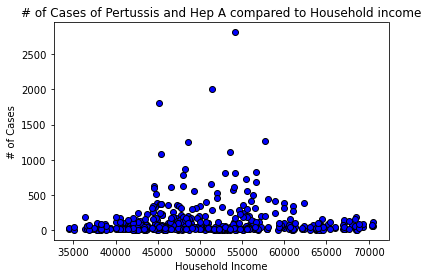 # of Cases of Pertussis and Hep A compared to Household income
2500
2000
1500
1000
500
0
# of Cases
35000 40000 45000 50000 55000 60000 65000 70000
Household Income